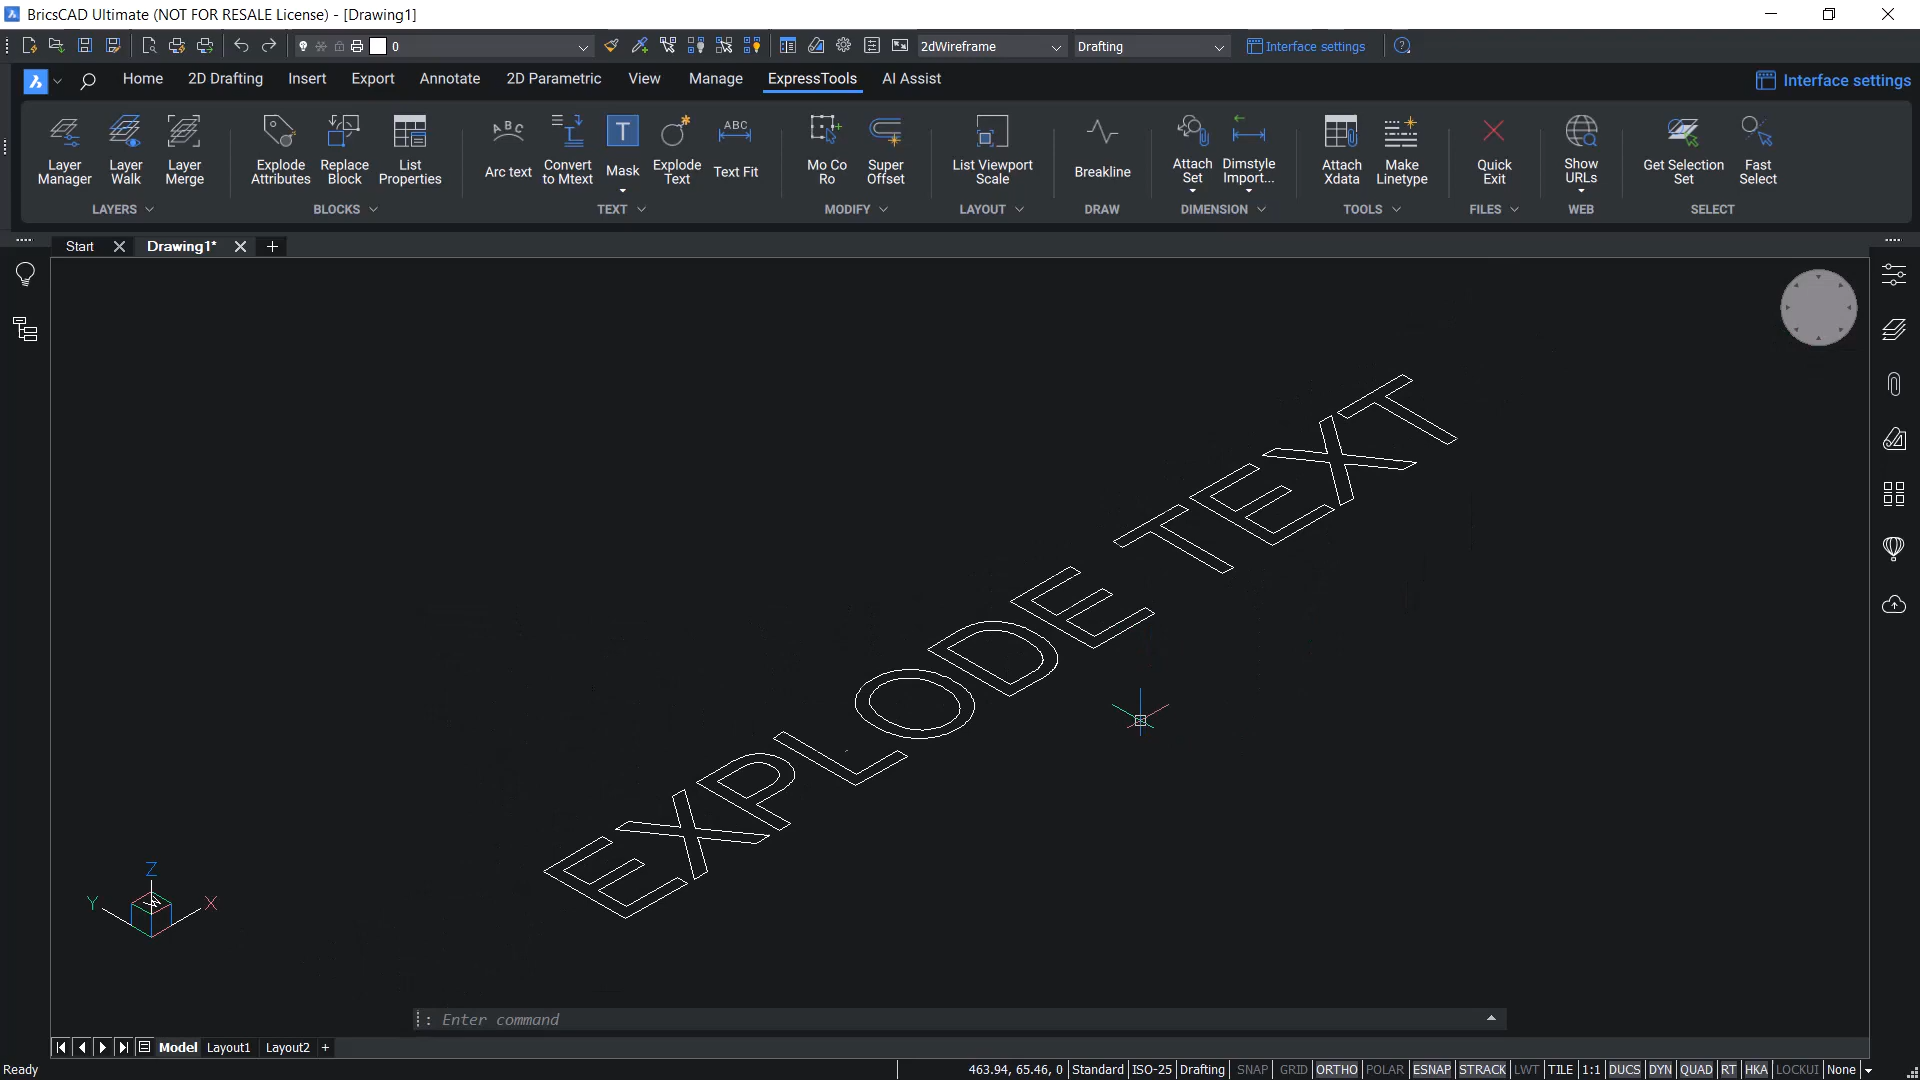 BricsCAD Ultimate (NOT FOR RESALE License) - [Drawing1]
0 2dWireframe Drafting Interface settings
Home 2D Drafting Insert Export Annotate 2D Parametric View Manage ExpressTools AI Assist Interface settings
Layer Manager
Layer Walk
Layer Merge
LAYERS
Explode Attributes
Replace Block
List Properties
BLOCKS
ABC
Arc text
Convert to Mtext
T
Mask
Explode Text
ABC
Text Fit
TEXT
Mo Co Ro
Super Offset
MODIFY
List Viewport Scale
LAYOUT
Breakline
DRAW
Attach Set
Dimstyle Import...
DIMENSION
Attach Xdata
Make Linetype
TOOLS
Quick Exit
FILES
Show URLs
WEB
Get Selection Set
Fast Select
SELECT
Start Drawing1*
EXPLODE TEXT
Z
Y X
W
: Enter command
Model Layout1 Layout2 +
Ready 463.94, 65.46, 0 Standard ISO-25 Drafting SNAP GRID ORTHO POLAR ESNAP STRACK LWT TILE 1:1 DUCS DYN QUAD RT HKA LOCKUI None